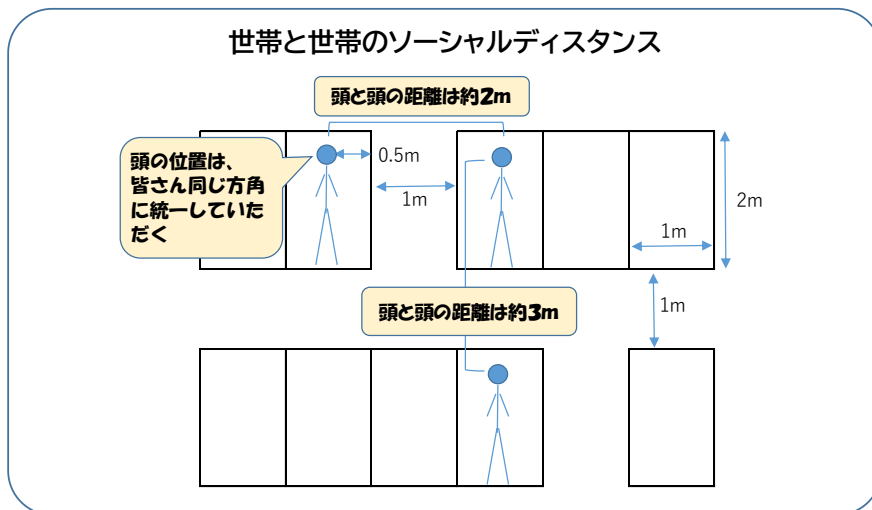 世帯と世帯のソーシャルディスタンス
頭と頭の距離は約2m
頭の位置は、
皆さん同じ方角
に統一していた
だく
0.5m
1m
2m
1m
頭と頭の距離は約3m
1m